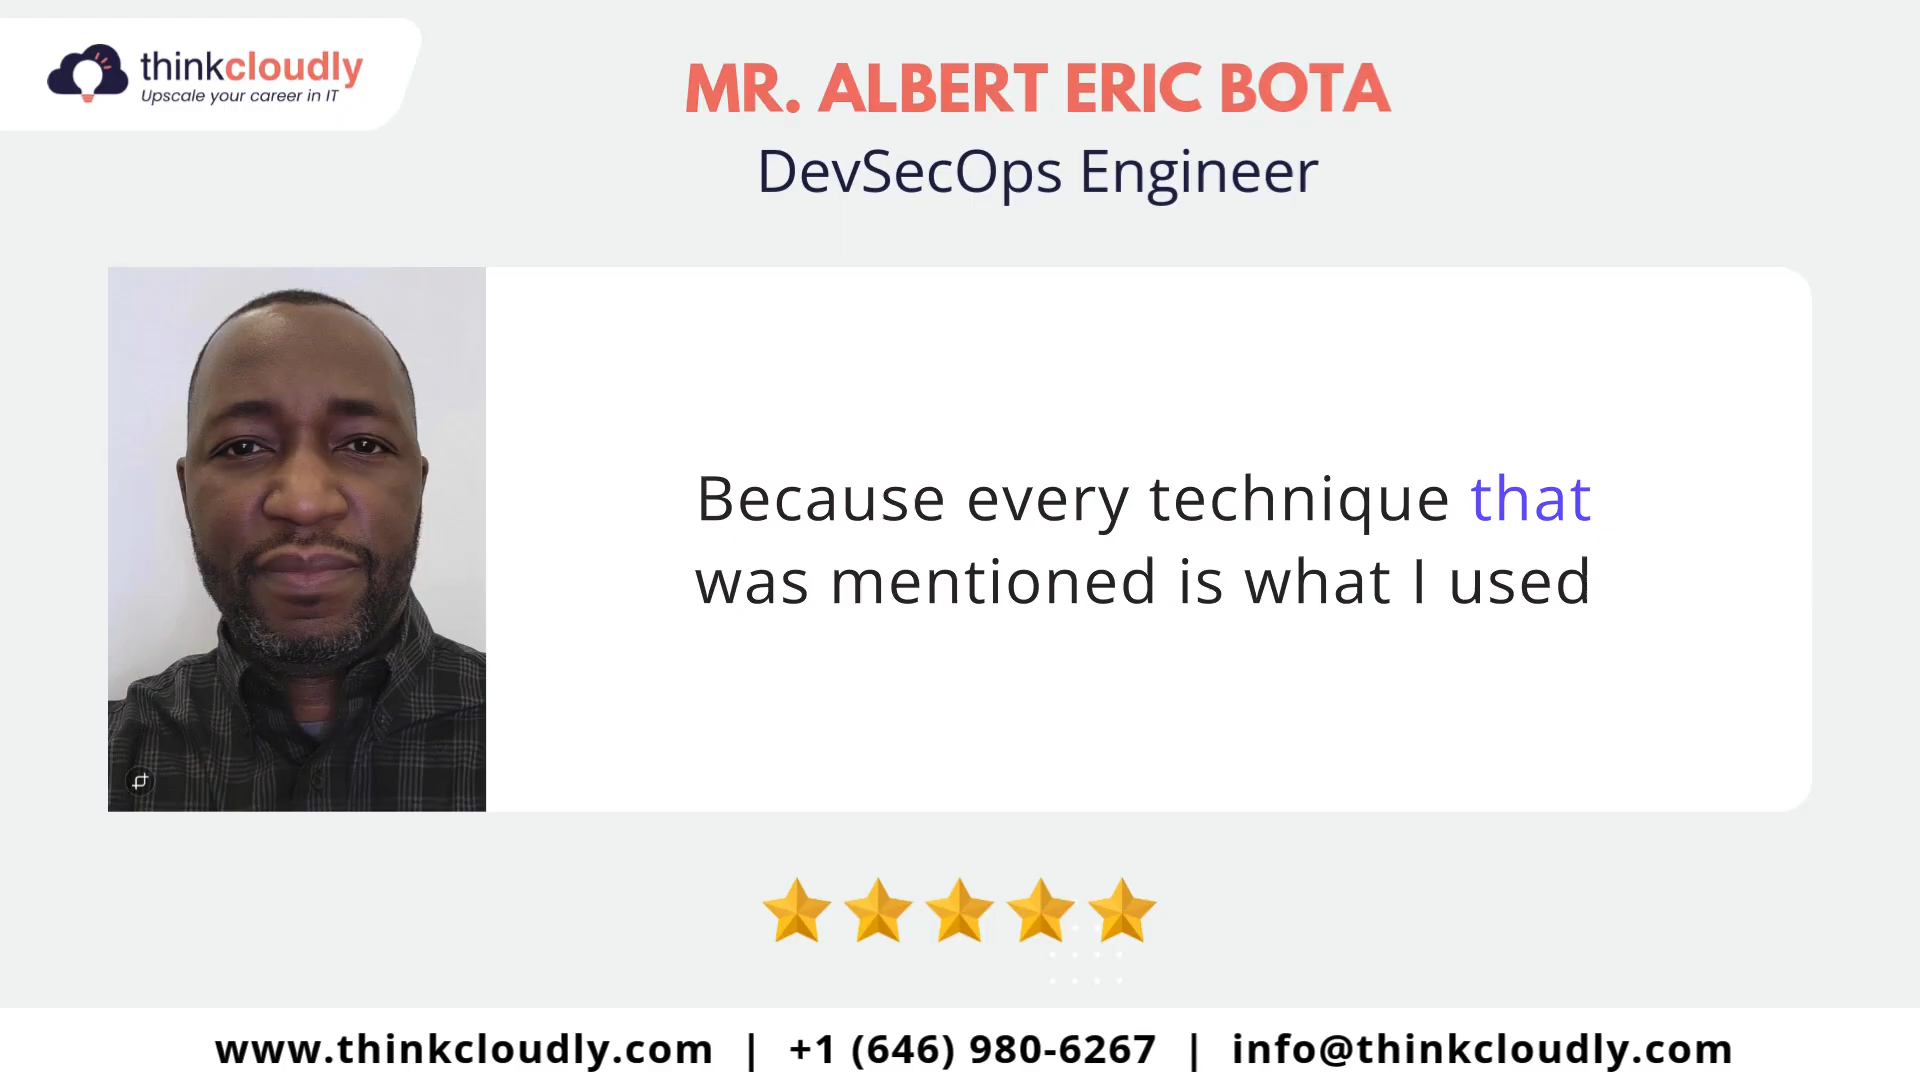 thinkcloudly
Upscale your career in IT
MR. ALBERT ERIC BOTA
DevSecOps Engineer
Because every technique that
was mentioned is what I used
www.thinkcloudly.com | +1 (646) 980-6267 | info@thinkcloudly.com